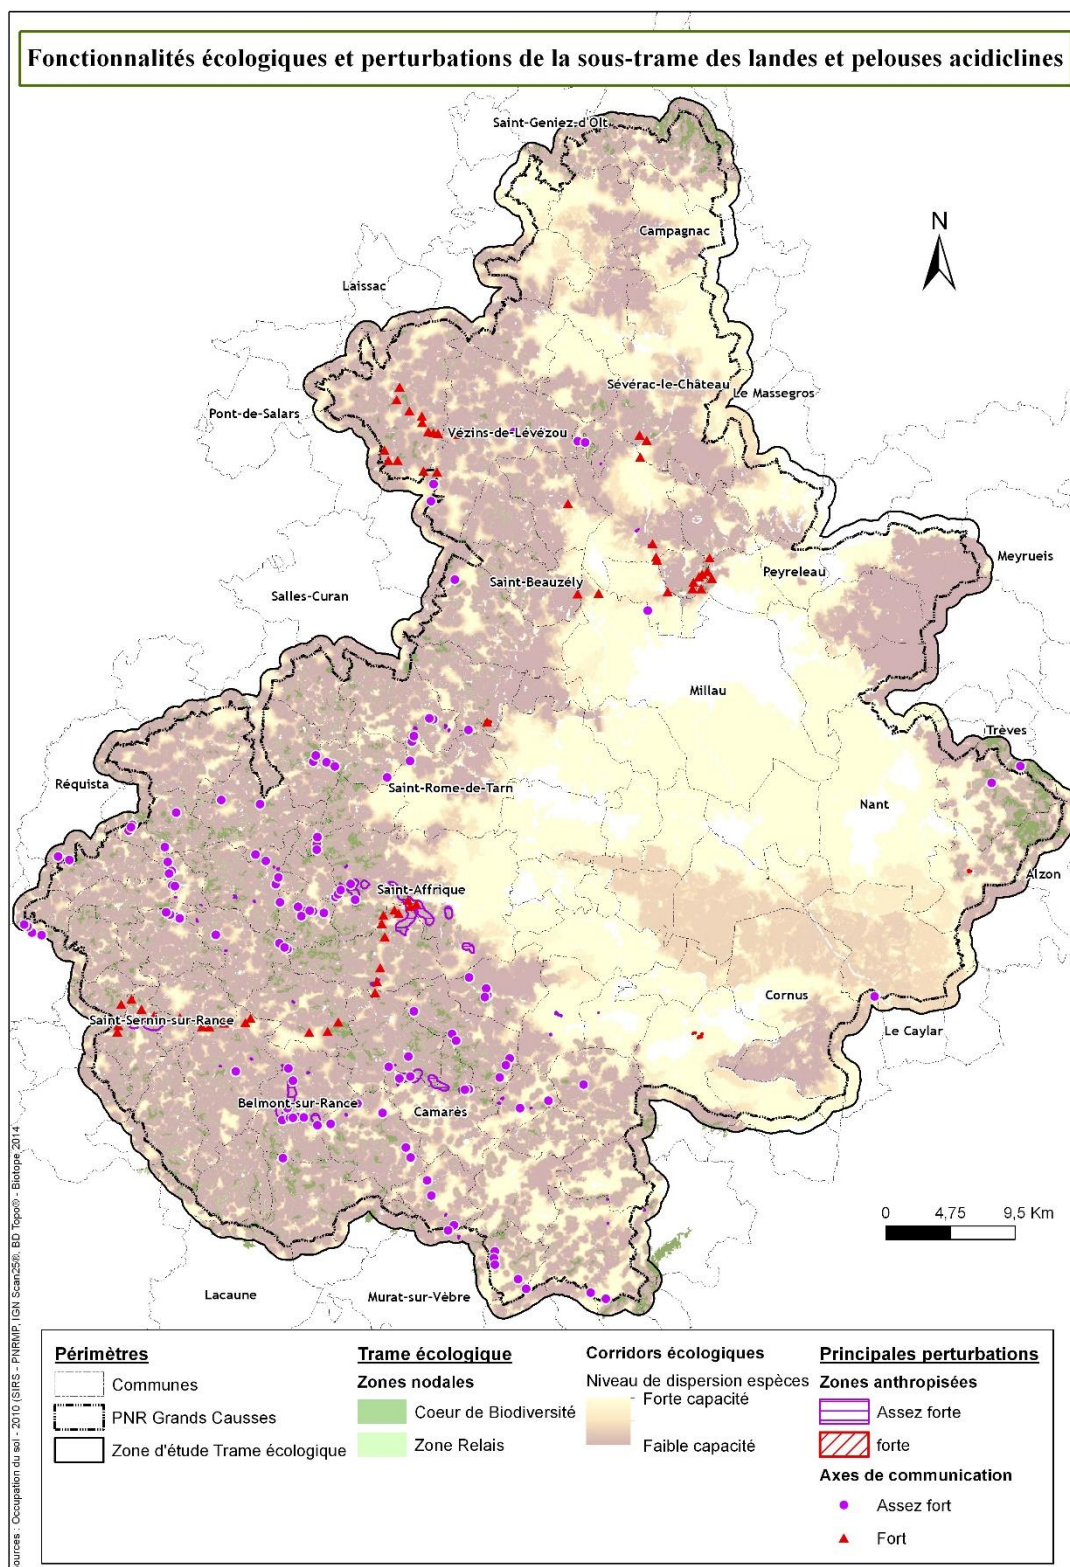 Fonctionnalités écologiques et perturbations de la sous-trame des landes et pelouses acidiclines
Saint-Geniez-d'Olt
Campagnac
N
Laissac
Sévérac-le-Château
Le Massegros
Pont-de-Salars
Vézins-de-Lévézou
Meyrueis
Peyreleau
Saint-Beauzély
Salles-Curan
Millau
Trèves
Réquista
Saint-Rome-de-Tarn
Nant
Saint-Affrique
Alzon
Cornus
Saint-Sernin-sur-Rance
Le Caylar
Belmont-sur-Rance
Camarès
0 4,75 9,5 Km
Lacaune
Murat-sur-Vèbre
ources : Occupation du sol - 2010 (SIRS - PNRMP, IGN Scan25®, BD Topo® - Biotope 2014
Périmètres
Communes
PNR Grands Causses
Zone d'étude Trame écologique
Trame écologique
Zones nodales
Coeur de Biodiversité
Zone Relais
Corridors écologiques
Niveau de dispersion espèces
Forte capacité
Faible capacité
Principales perturbations
Zones anthropisées
Assez forte
forte
Axes de communication
Assez fort
Fort